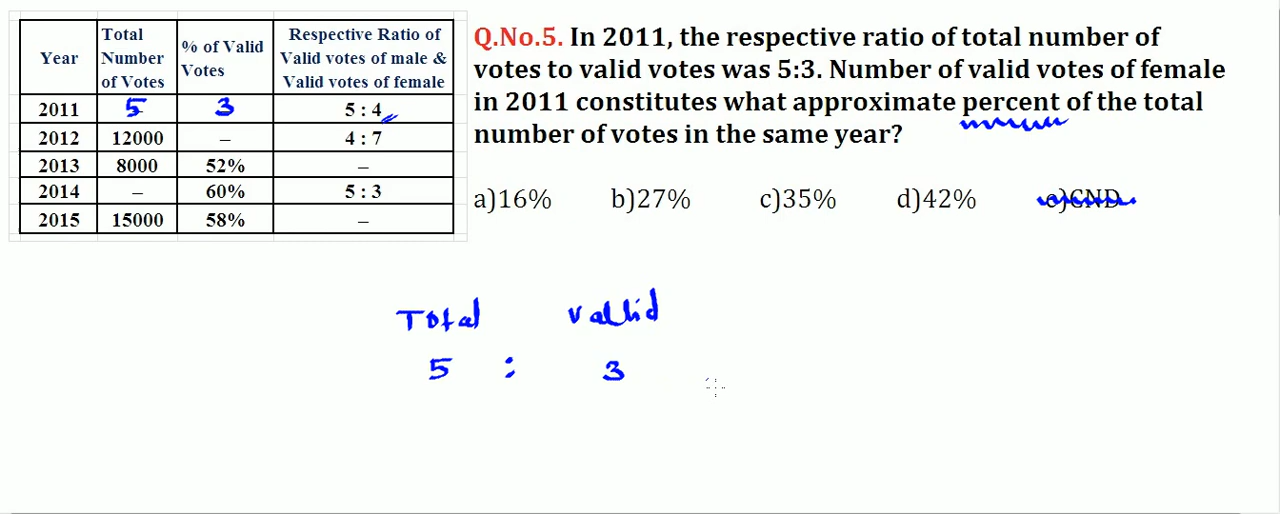 Year Total Number of Votes % of Valid Votes Respective Ratio of Valid votes of male & Valid votes of female
2011 5 3 5 : 4
2012 12000 – 4 : 7
2013 8000 52% –
2014 – 60% 5 : 3
2015 15000 58% –
Q.No.5. In 2011, the respective ratio of total number of
votes to valid votes was 5:3. Number of valid votes of female
in 2011 constitutes what approximate percent of the total
number of votes in the same year?
a)16% b)27% c)35% d)42% e)CND
Total Vallid
5 : 3